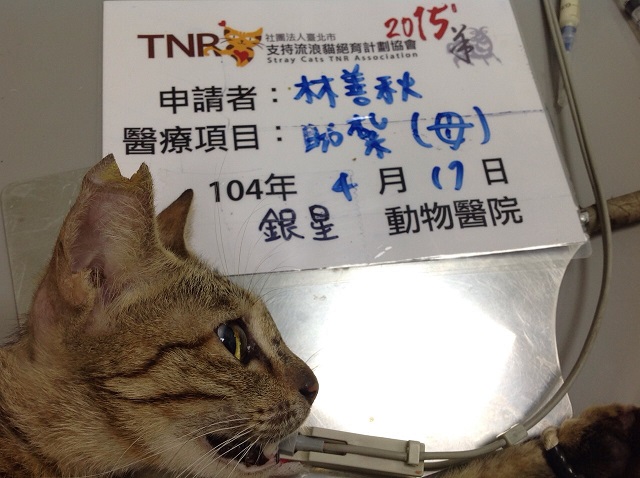 TNR 社團法人臺北市 2015' 羊
支持流浪貓絕育計劃協會
Stray Cats TNR Association
申請者：林善秋
醫療項目：助紮（母）
104年 4 月 17 日
銀星 動物醫院